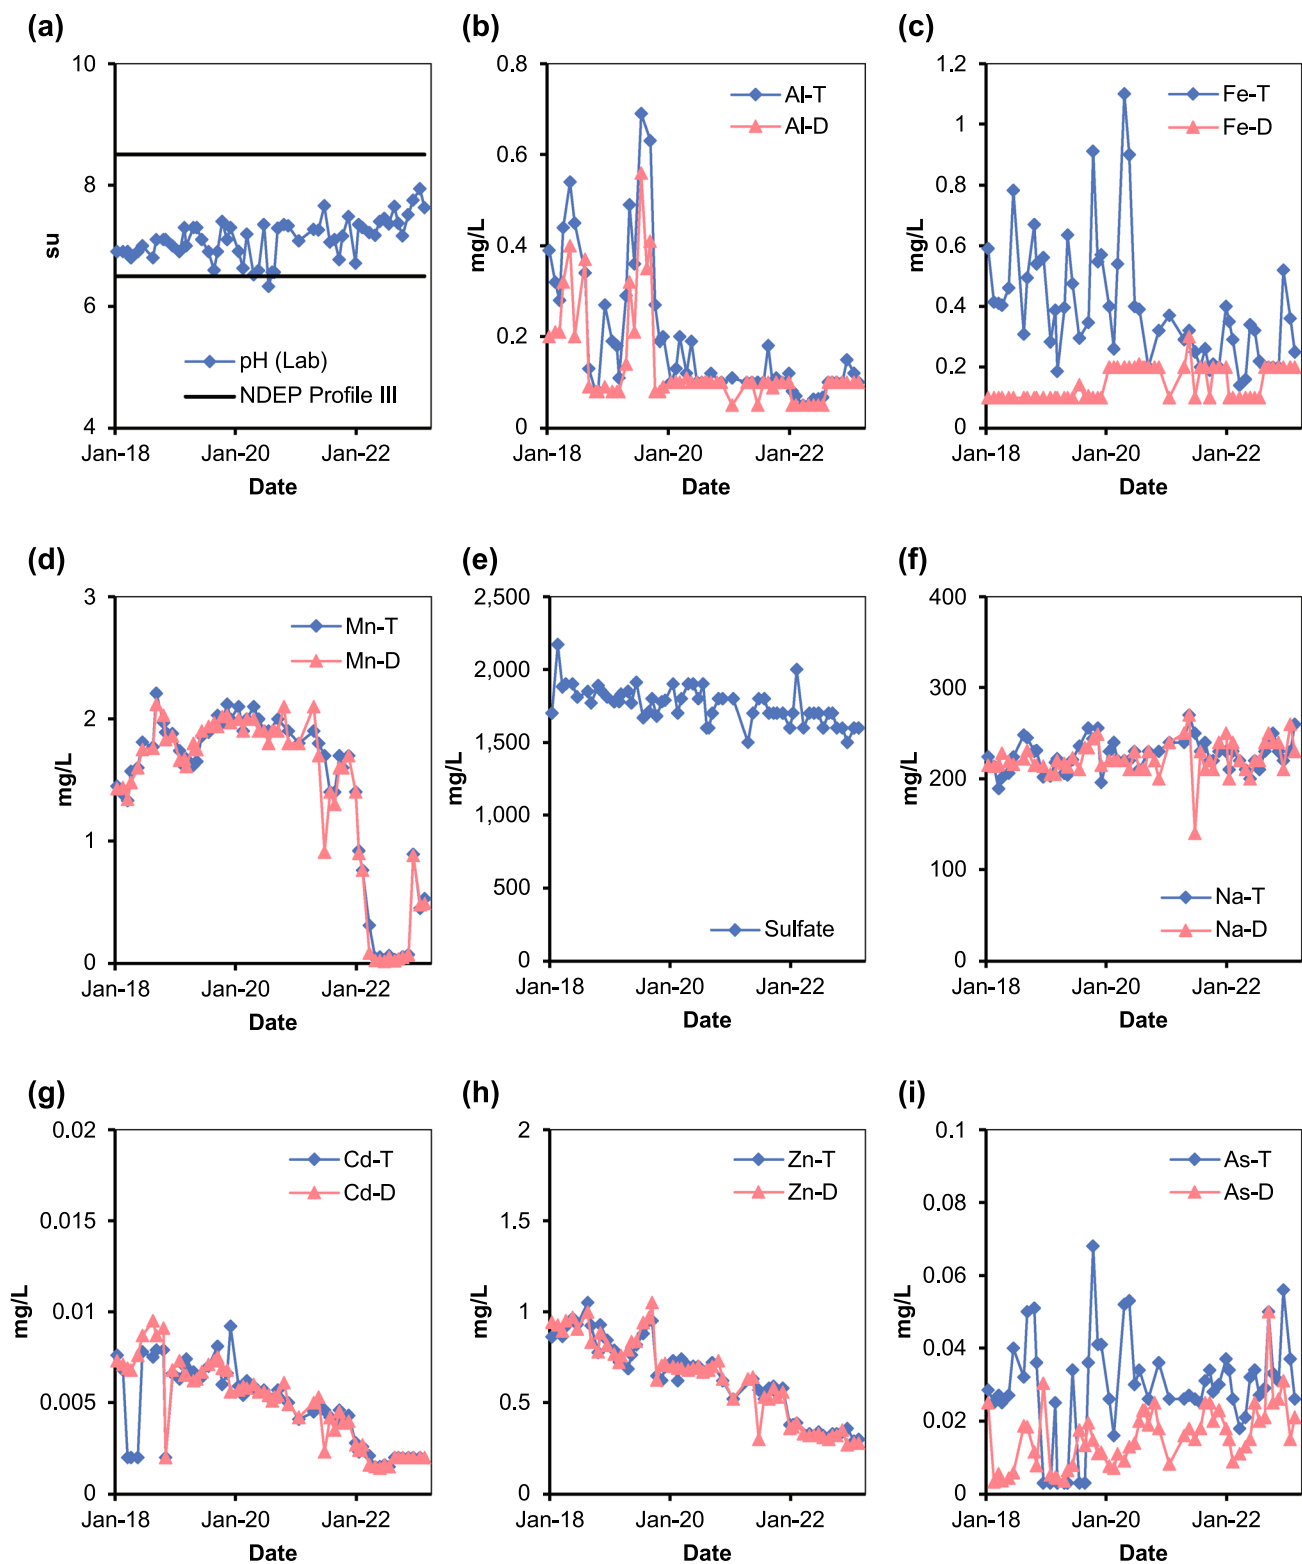 (a)
10
8
6
4
su
pH (Lab)
NDEP Profile III
Jan-18
Jan-20
Jan-22
Date
(b)
0.8
0.6
0.4
0.2
0
mg/L
Al-T
Al-D
Jan-18
Jan-20
Jan-22
Date
(c)
1.2
1
0.8
0.6
0.4
0.2
0
mg/L
Fe-T
Fe-D
Jan-18
Jan-20
Jan-22
Date
(d)
3
2
1
0
mg/L
Mn-T
Mn-D
Jan-18
Jan-20
Jan-22
Date
(e)
2,500
2,000
1,500
1,000
500
0
mg/L
Sulfate
Jan-18
Jan-20
Jan-22
Date
(f)
400
300
200
100
0
mg/L
Na-T
Na-D
Jan-18
Jan-20
Jan-22
Date
(g)
0.02
0.015
0.01
0.005
0
mg/L
Cd-T
Cd-D
Jan-18
Jan-20
Jan-22
Date
(h)
2
1.5
1
0.5
0
mg/L
Zn-T
Zn-D
Jan-18
Jan-20
Jan-22
Date
(i)
0.1
0.08
0.06
0.04
0.02
0
mg/L
As-T
As-D
Jan-18
Jan-20
Jan-22
Date